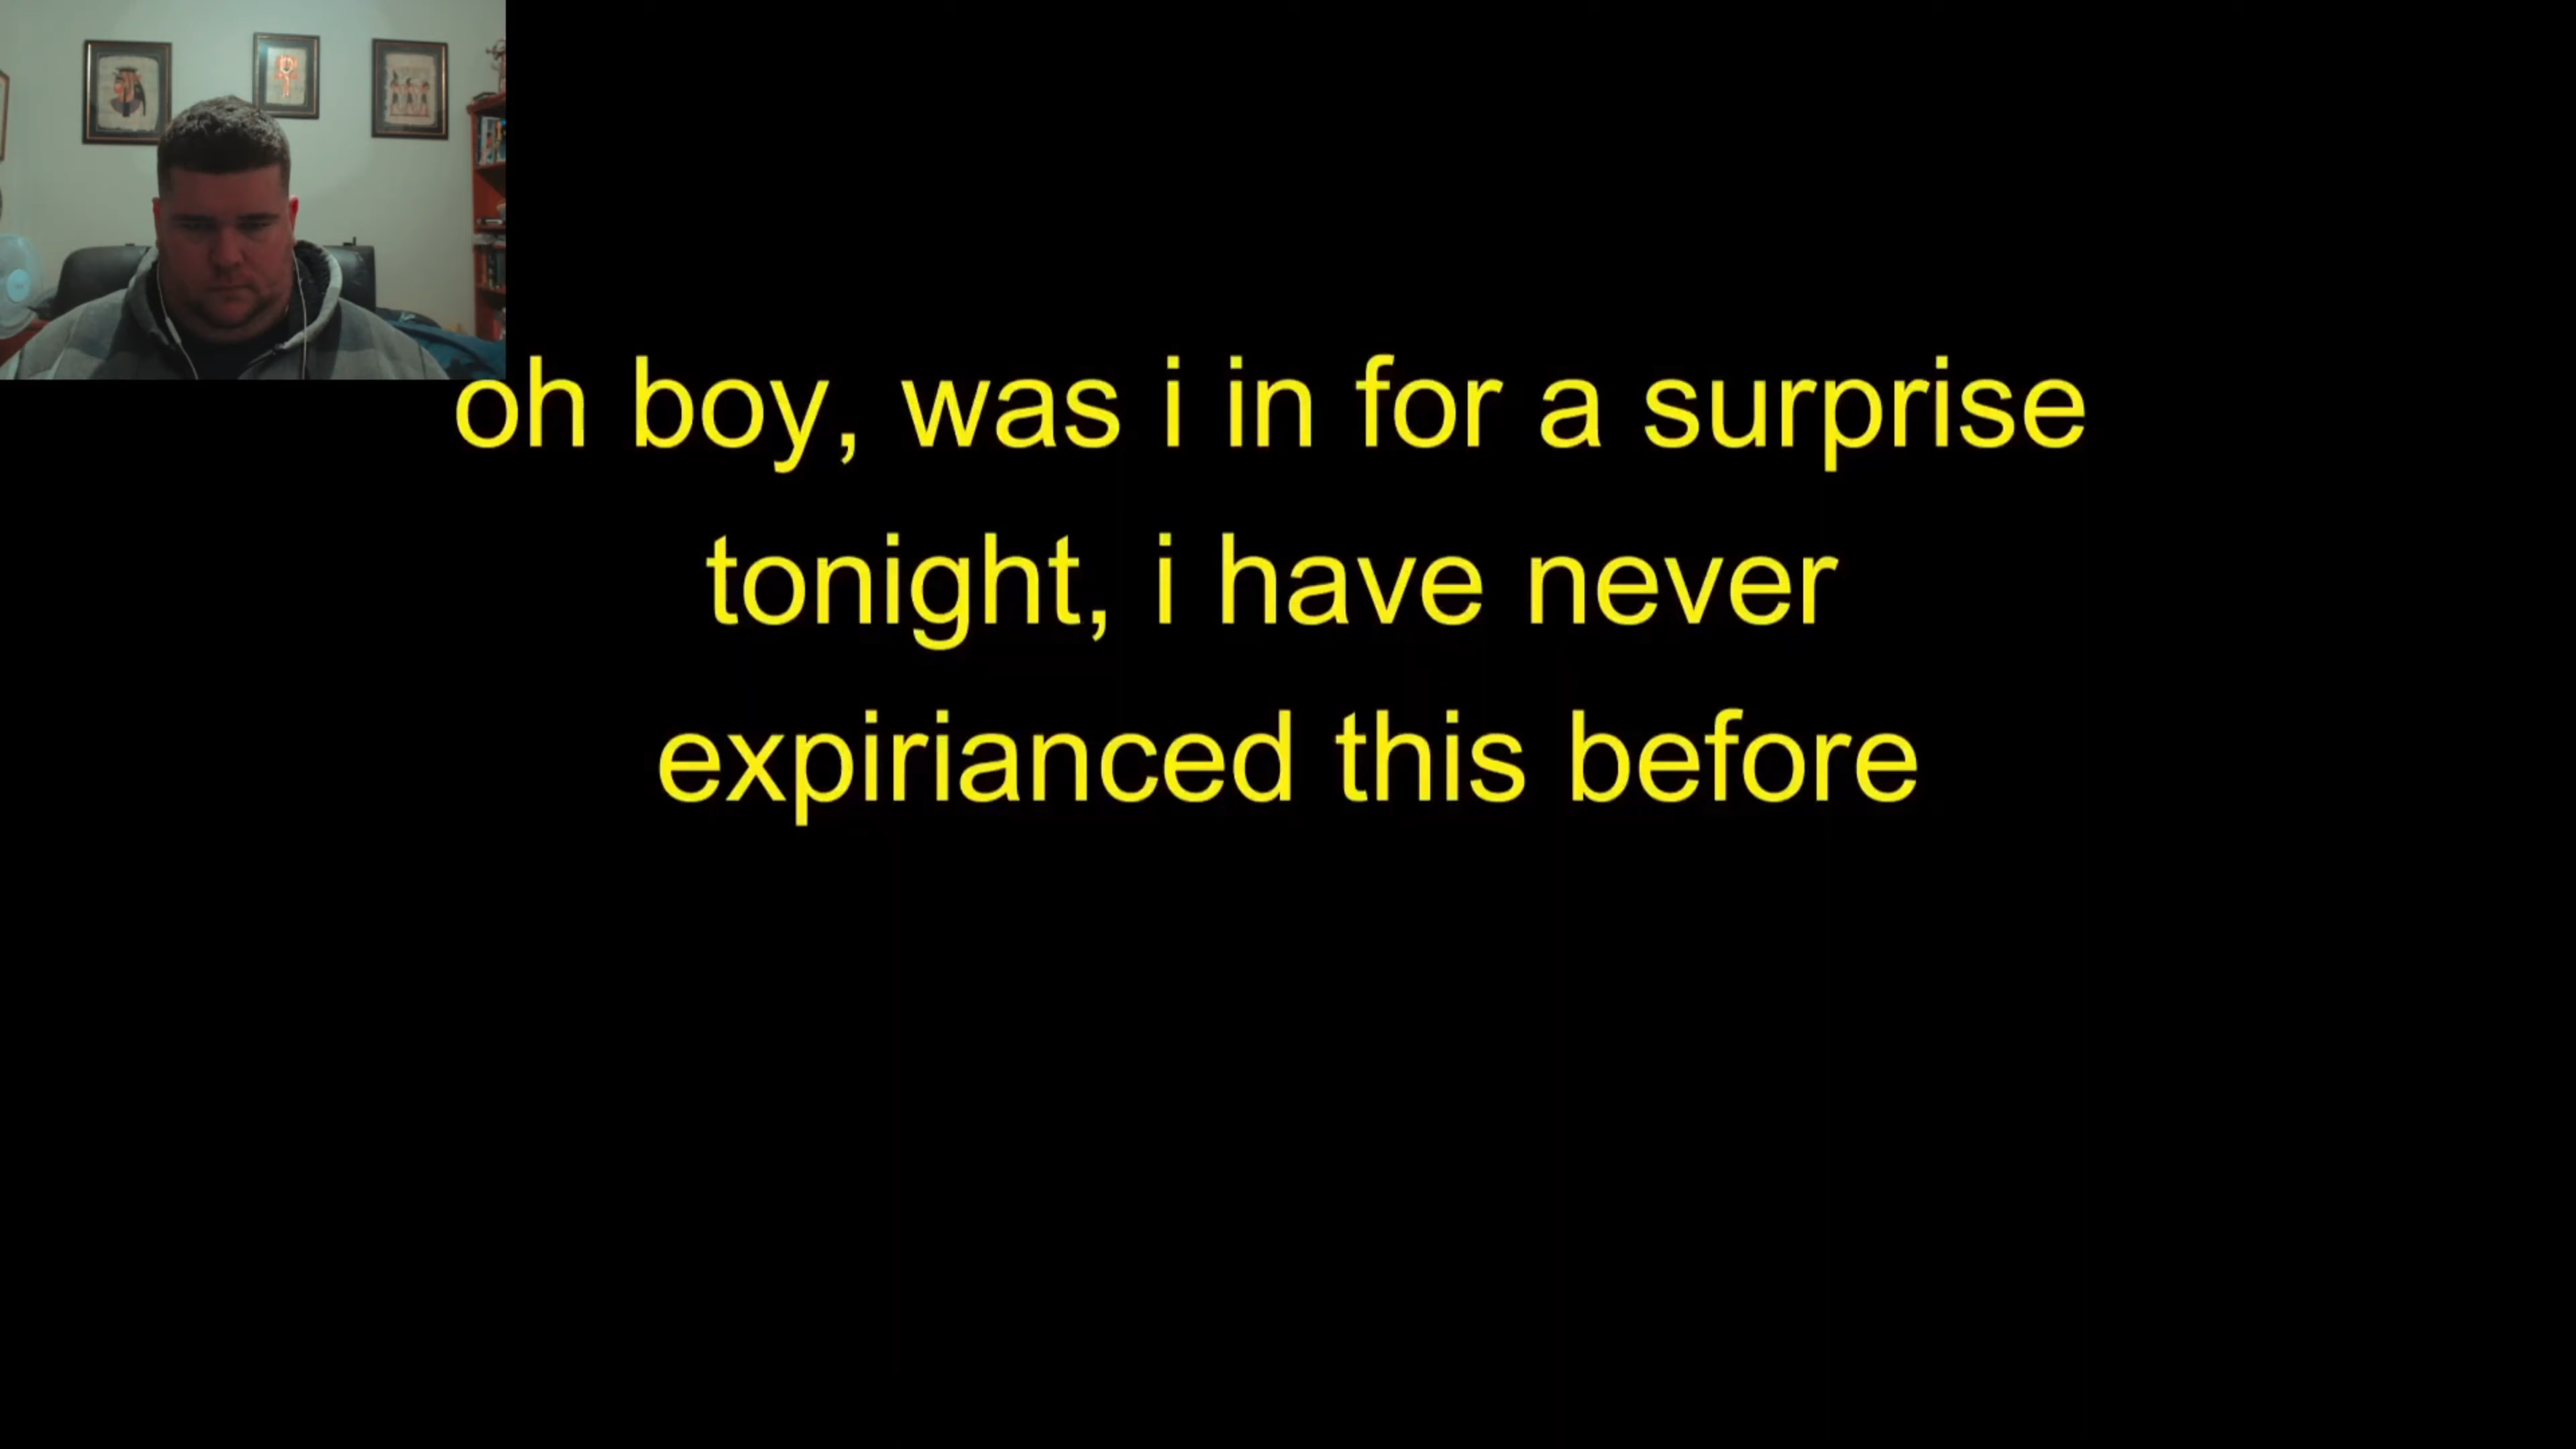 oh boy, was i in for a surprise
tonight, i have never
expirianced this before